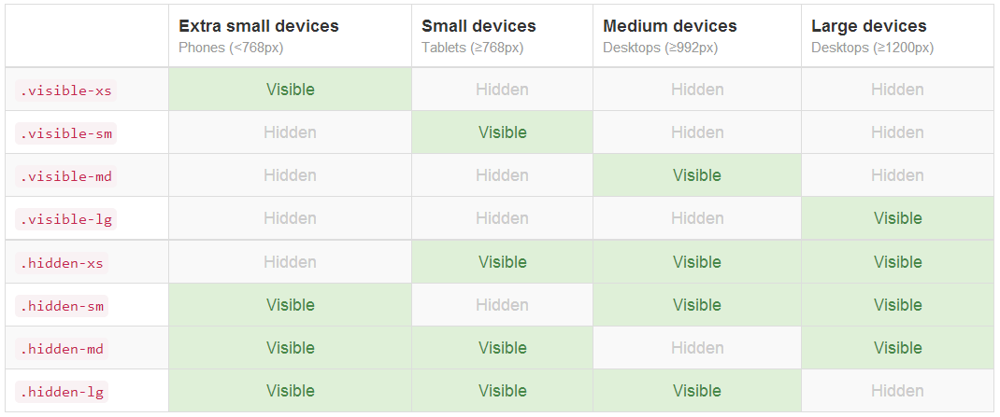 Extra small devices Small devices Medium devices Large devices
Phones (<768px) Tablets (≥768px) Desktops (≥992px) Desktops (≥1200px)
.visible-xs Visible Hidden Hidden Hidden
.visible-sm Hidden Visible Hidden Hidden
.visible-md Hidden Hidden Visible Hidden
.visible-lg Hidden Hidden Hidden Visible
.hidden-xs Hidden Visible Visible Visible
.hidden-sm Visible Hidden Visible Visible
.hidden-md Visible Visible Hidden Visible
.hidden-lg Visible Visible Visible Hidden